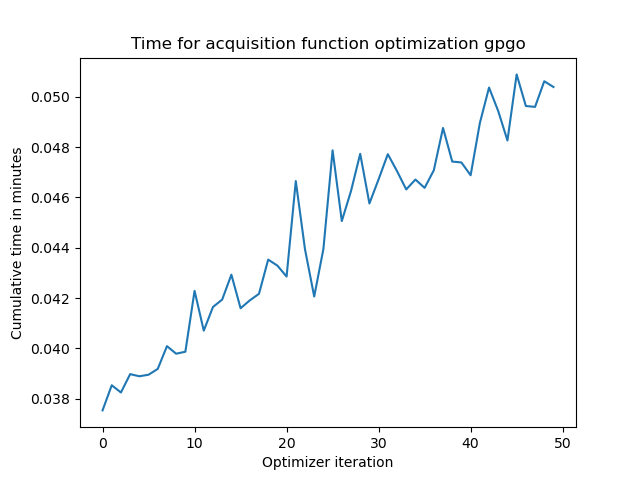 Time for acquisition function optimization gpgo
Cumulative time in minutes
0.050
0.048
0.046
0.044
0.042
0.040
0.038
0 10 20 30 40 50
Optimizer iteration